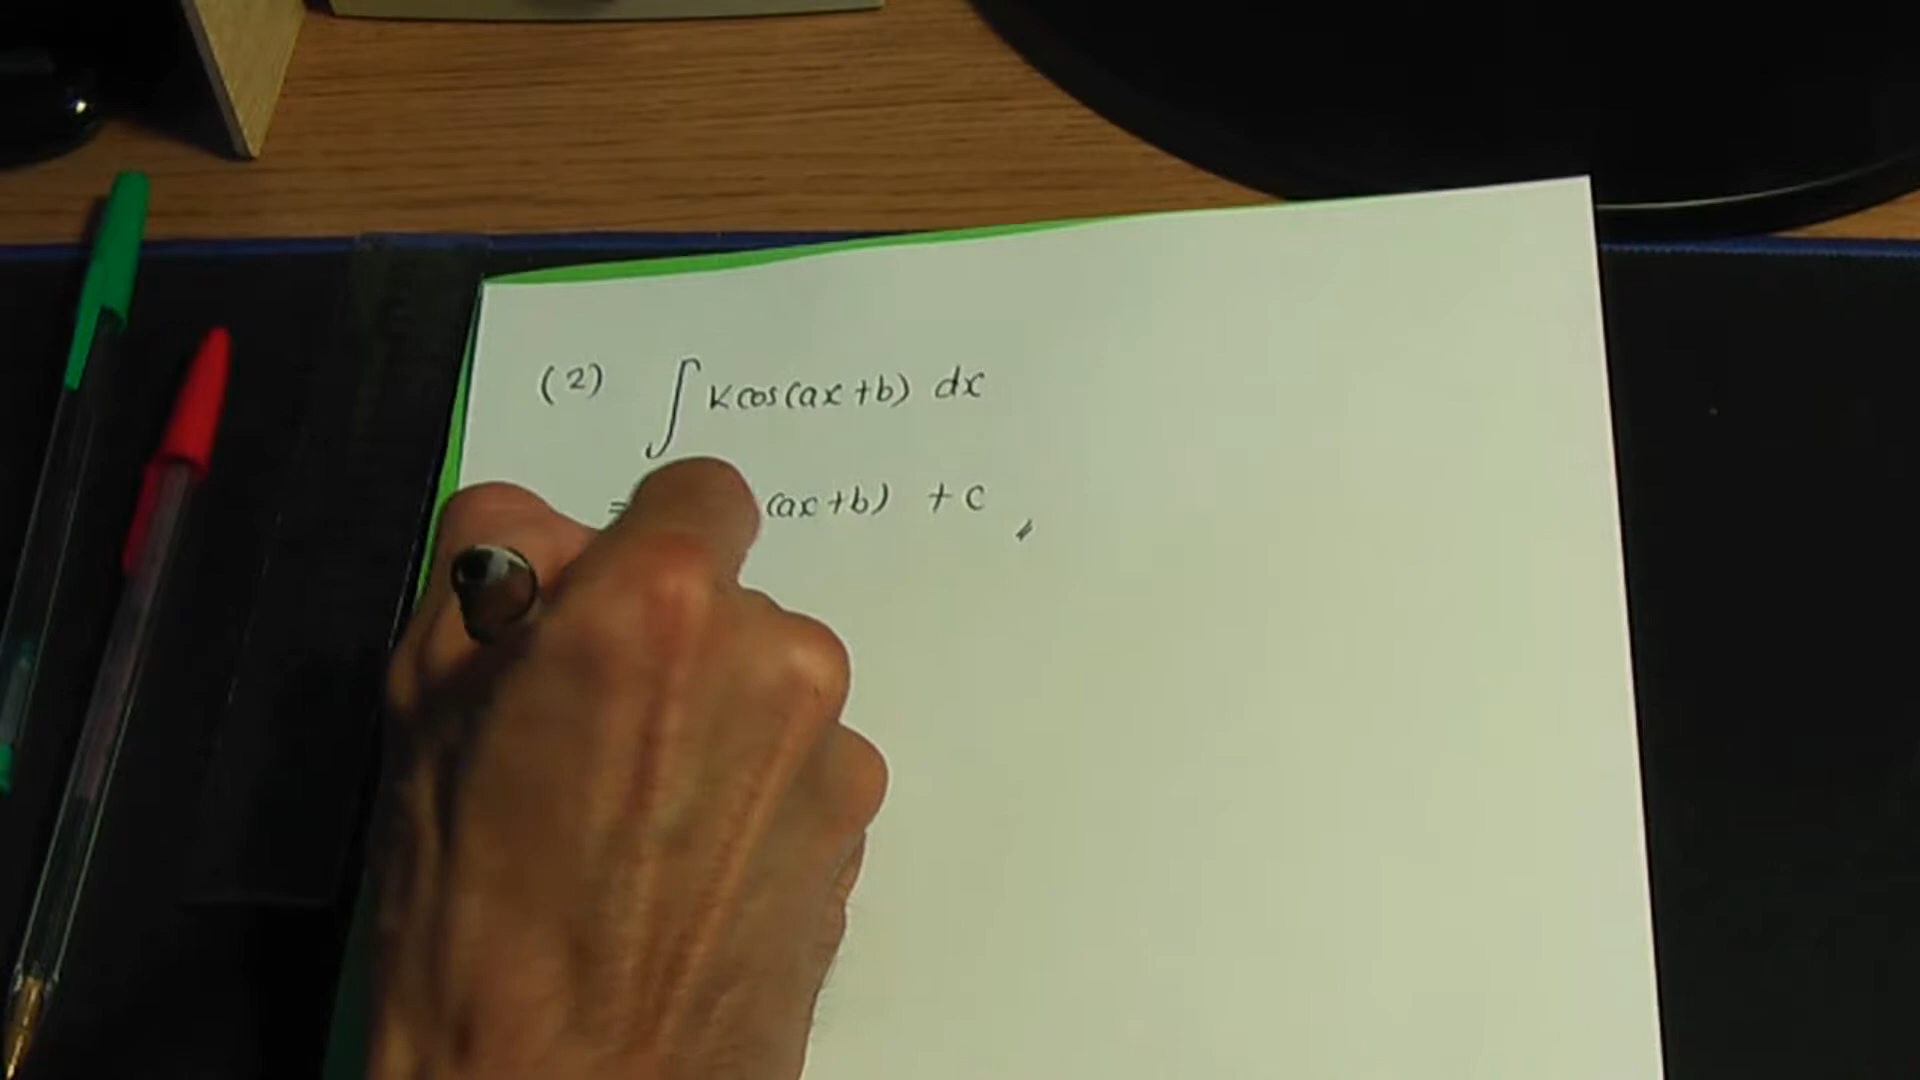 (2) ∫ K cos(ax+b) dx
= (ax+b) + c